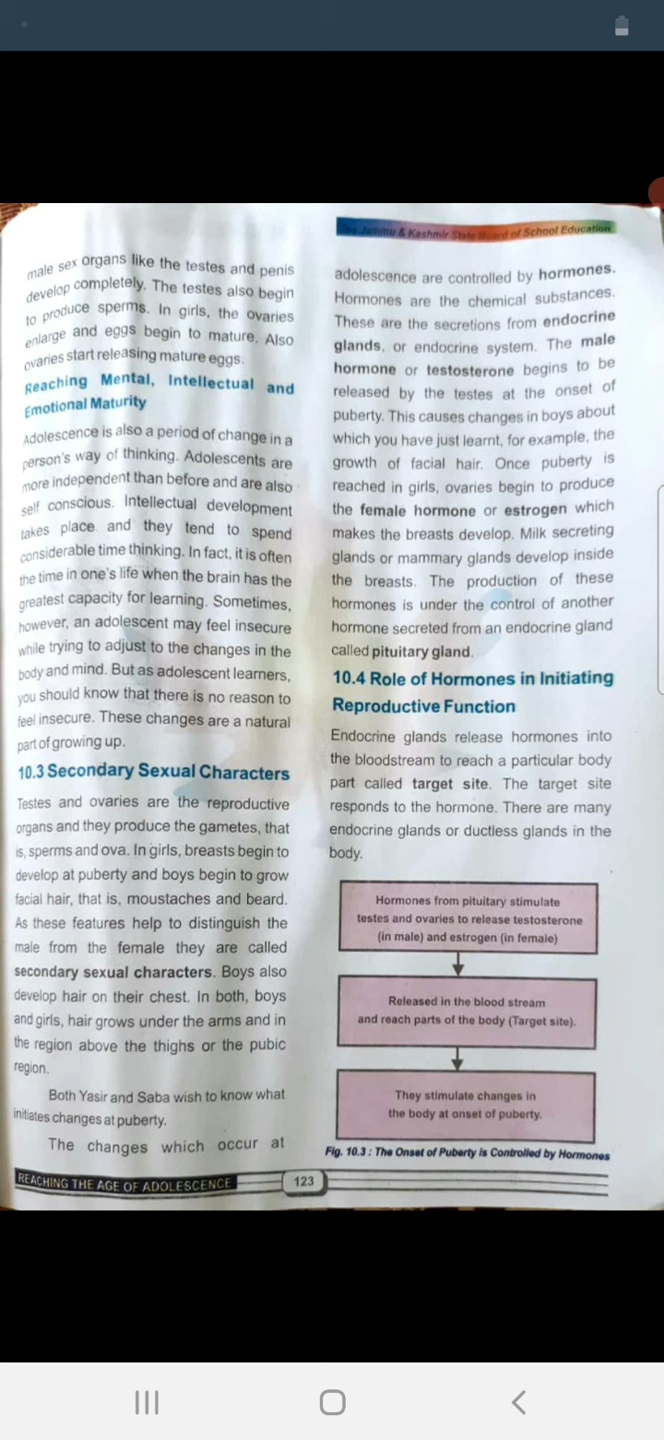 male sex organs like the testes and penis
develop completely. The testes also begin
to produce sperms. In girls, the ovaries
enlarge and eggs begin to mature. Also
ovaries start releasing mature eggs.
Reaching Mental, Intellectual and
Emotional Maturity
Adolescence is also a period of change in a
person's way of thinking. Adolescents are
more independent than before and are also
self conscious. Intellectual development
takes place and they tend to spend
considerable time thinking. In fact, it is often
the time in one's life when the brain has the
greatest capacity for learning. Sometimes,
however, an adolescent may feel insecure
while trying to adjust to the changes in the
body and mind. But as adolescent learners,
you should know that there is no reason to
feel insecure. These changes are a natural
part of growing up.
10.3 Secondary Sexual Characters
Testes and ovaries are the reproductive
organs and they produce the gametes, that
is, sperms and ova. In girls, breasts begin to
develop at puberty and boys begin to grow
facial hair, that is, moustaches and beard.
As these features help to distinguish the
male from the female they are called
secondary sexual characters. Boys also
develop hair on their chest. In both, boys
and girls, hair grows under the arms and in
the region above the thighs or the pubic
region.
Both Yasir and Saba wish to know what
initiates changes at puberty.
The changes which occur at
REACHING THE AGE OF ADOLESCENCE
123
Jammu & Kashmir State Board of School Education
adolescence are controlled by hormones.
Hormones are the chemical substances.
These are the secretions from endocrine
glands, or endocrine system. The male
hormone or testosterone begins to be
released by the testes at the onset of
puberty. This causes changes in boys about
which you have just learnt, for example, the
growth of facial hair. Once puberty is
reached in girls, ovaries begin to produce
the female hormone or estrogen which
makes the breasts develop. Milk secreting
glands or mammary glands develop inside
the breasts. The production of these
hormones is under the control of another
hormone secreted from an endocrine gland
called pituitary gland.
10.4 Role of Hormones in Initiating
Reproductive Function
Endocrine glands release hormones into
the bloodstream to reach a particular body
part called target site. The target site
responds to the hormone. There are many
endocrine glands or ductless glands in the
body.
Hormones from pituitary stimulate
testes and ovaries to release testosterone
(in male) and estrogen (in female)
Released in the blood stream
and reach parts of the body (Target site).
They stimulate changes in
the body at onset of puberty.
Fig. 10.3 : The Onset of Puberty is Controlled by Hormones